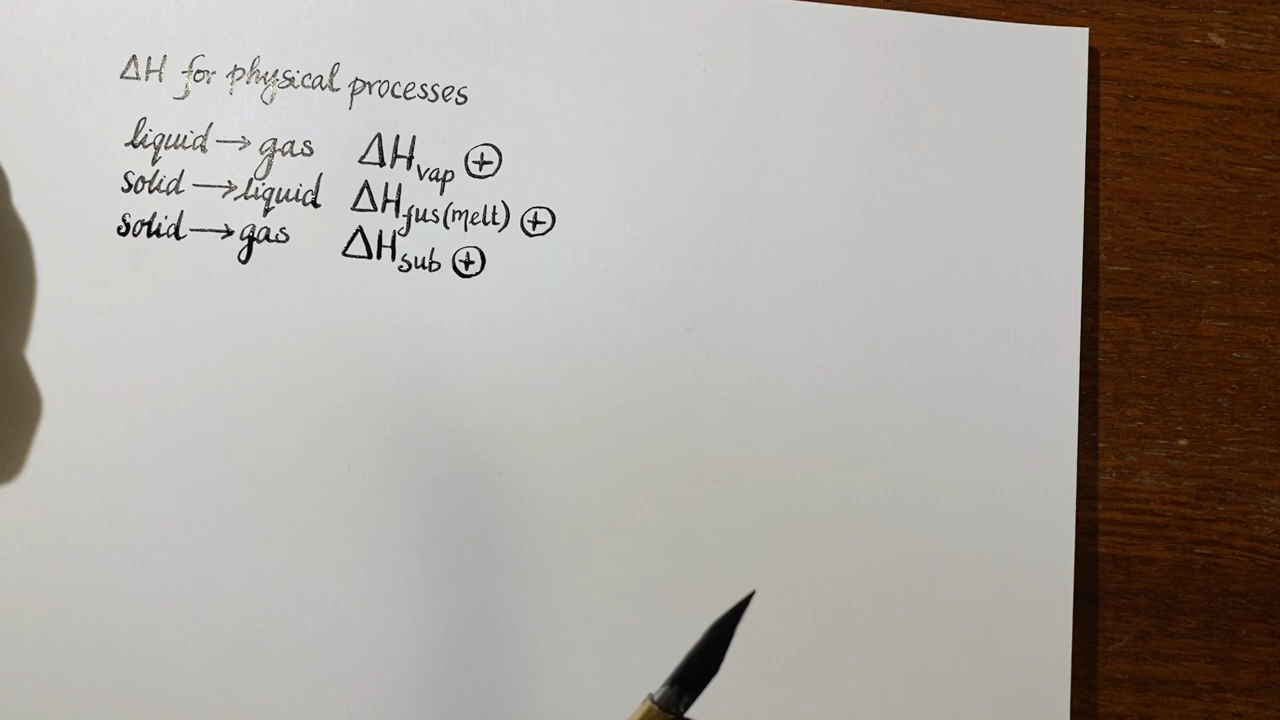 ΔH for physical processes
liquid → gas ΔHvap ⊕
solid → liquid ΔHfus(melt) ⊕
solid → gas ΔHsub ⊕